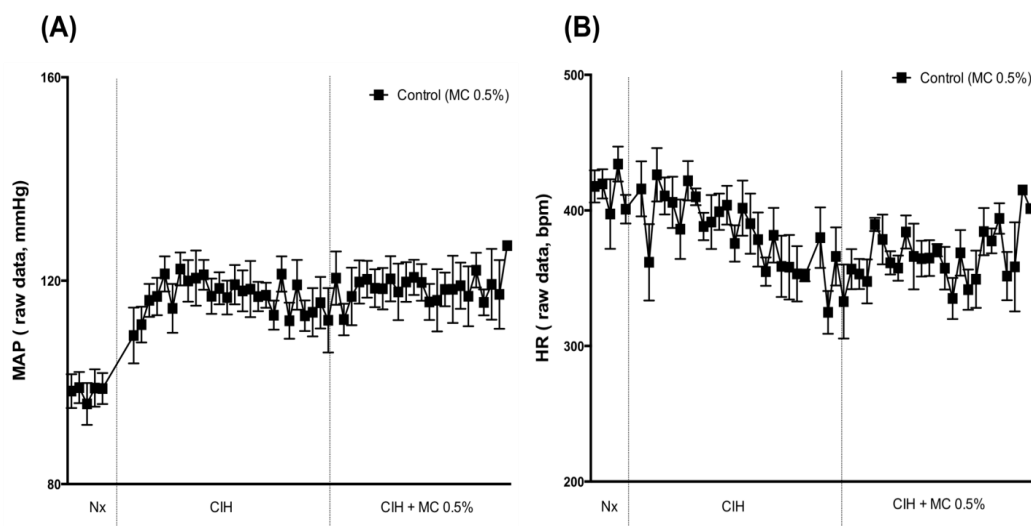 (A)
160
120
80
MAP ( raw data, mmHg)
Control (MC 0.5%)
Nx
CIH
CIH + MC 0.5%
(B)
500
400
300
200
HR ( raw data, bpm)
Control (MC 0.5%)
Nx
CIH
CIH + MC 0.5%